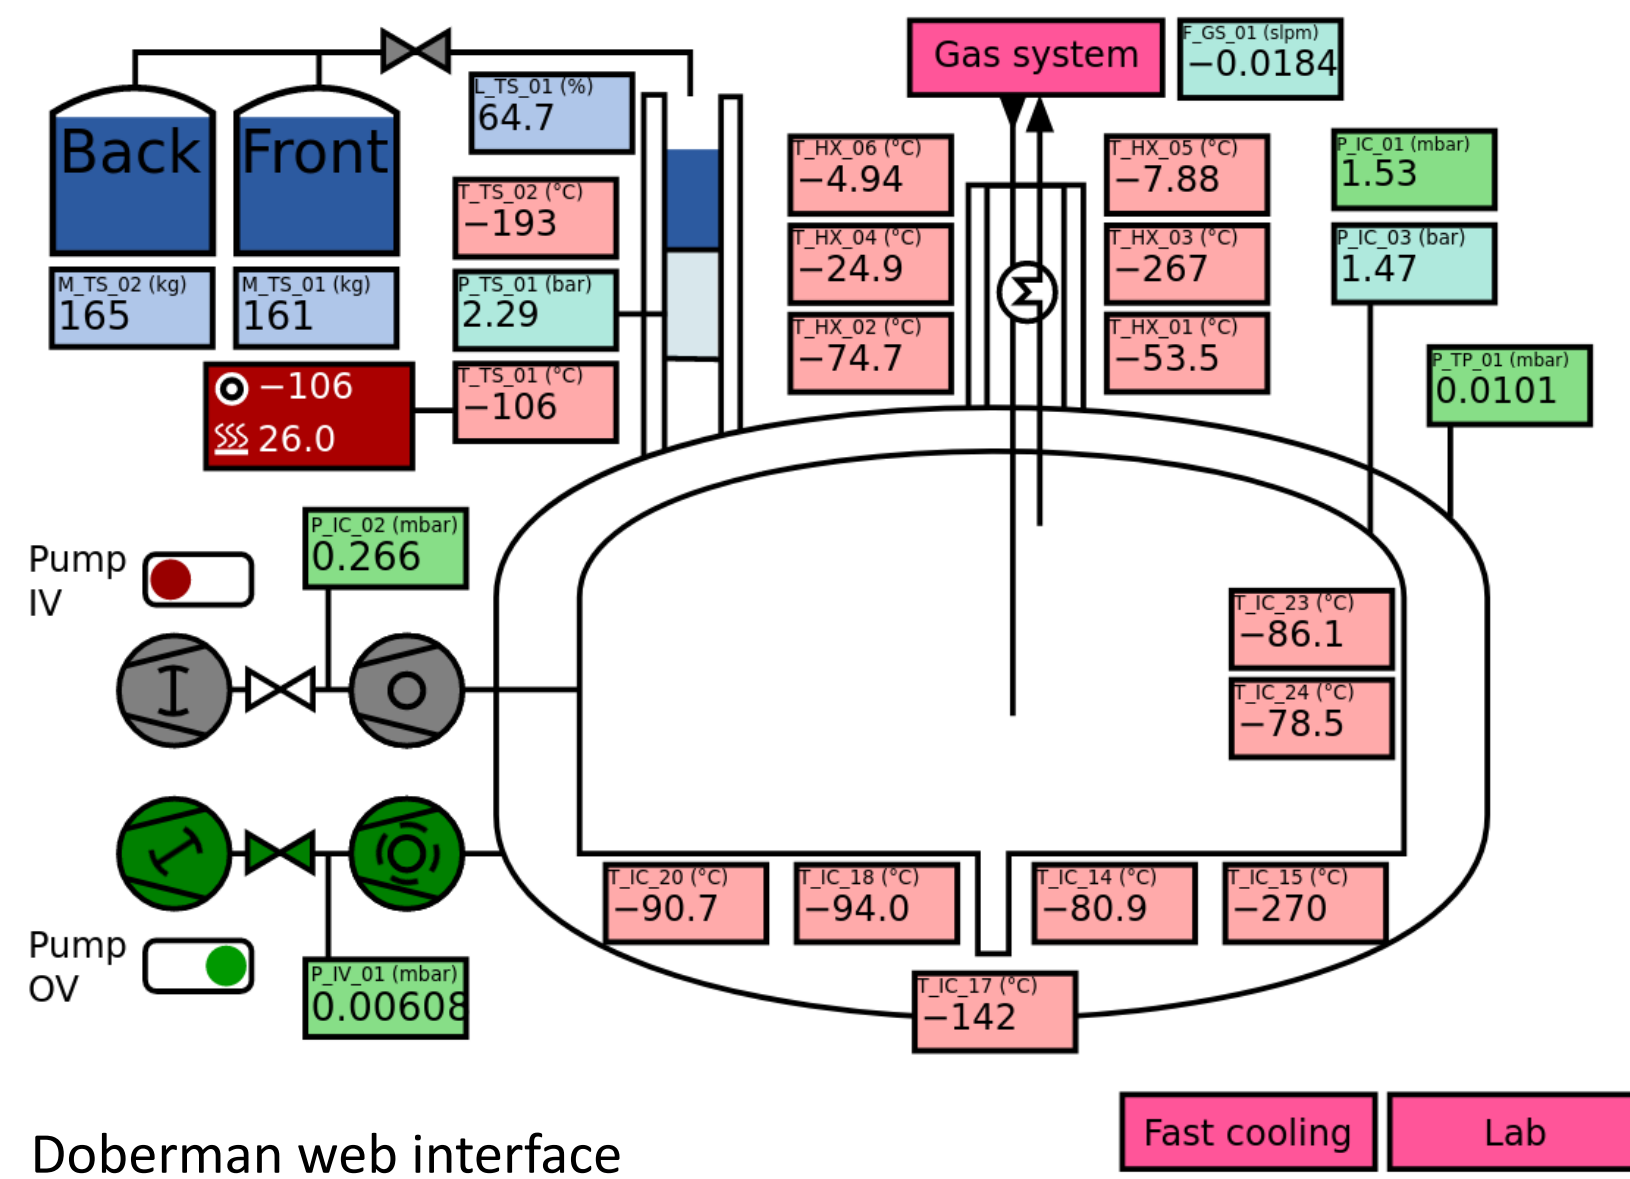 Gas system
F_GS_01 (slpm)
−0.0184
L_TS_01 (%)
64.7
Back
Front
T_HX_06 (°C)
−4.94
T_HX_05 (°C)
−7.88
P_IC_01 (mbar)
1.53
T_TS_02 (°C)
−193
T_HX_04 (°C)
−24.9
T_HX_03 (°C)
−267
P_IC_03 (bar)
1.47
M_TS_02 (kg)
165
M_TS_01 (kg)
161
P_TS_01 (bar)
2.29
T_HX_02 (°C)
−74.7
T_HX_01 (°C)
−53.5
P_TP_01 (mbar)
0.0101
−106
26.0
T_TS_01 (°C)
−106
P_IC_02 (mbar)
0.266
Pump
IV
T_IC_23 (°C)
−86.1
T_IC_24 (°C)
−78.5
T_IC_20 (°C)
−90.7
T_IC_18 (°C)
−94.0
T_IC_14 (°C)
−80.9
T_IC_15 (°C)
−270
Pump
OV
P_IV_01 (mbar)
0.00608
T_IC_17 (°C)
−142
Fast cooling
Lab
Doberman web interface